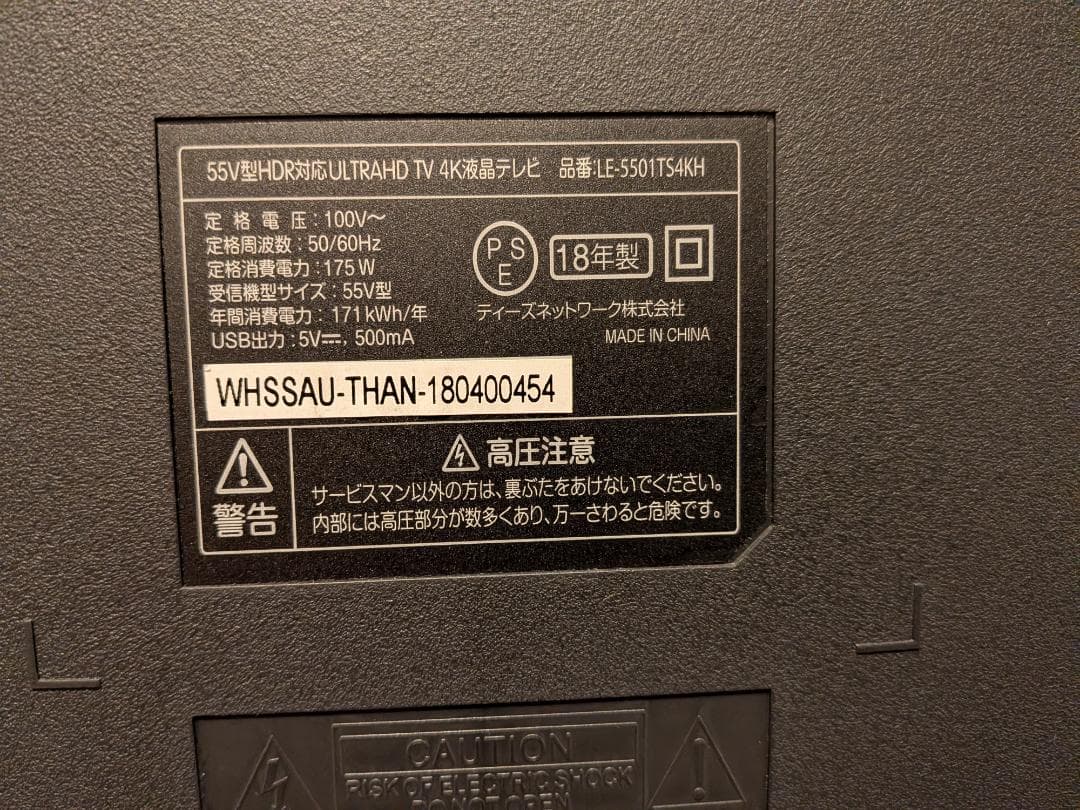 55V型HDR対応ULTRAHD TV 4K液晶テレビ 品番:LE-5501TS4KH
定格電圧:100V〜
定格周波数:50/60Hz
定格消費電力:175W
受信機型サイズ:55V型
年間消費電力:171kWh/年
USB出力:5V⎓, 500mA
PSE
18年製
ティーズネットワーク株式会社
MADE IN CHINA
WHSSAU-THAN-180400454
警告
高圧注意
サービスマン以外の方は、裏ぶたをあけないでください。
内部には高圧部分が数多くあり、万一さわると危険です。
CAUTION
RISK OF ELECTRIC SHOCK
DO NOT OPEN